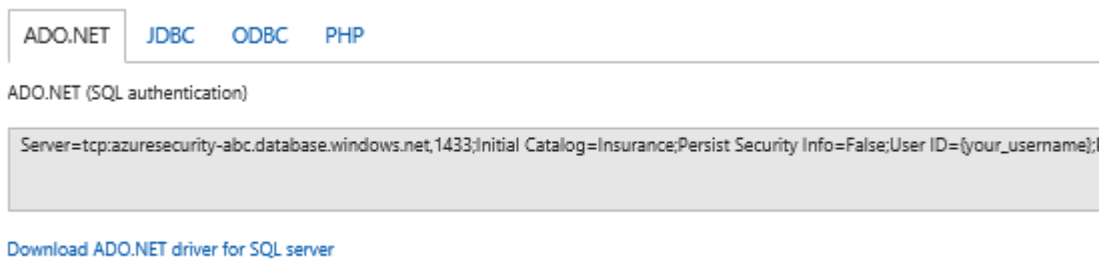 ADO.NET JDBC ODBC PHP
ADO.NET (SQL authentication)
Server=tcp:azuresecurity-abc.database.windows.net,1433;Initial Catalog=Insurance;Persist Security Info=False;User ID={your_username};
Download ADO.NET driver for SQL server